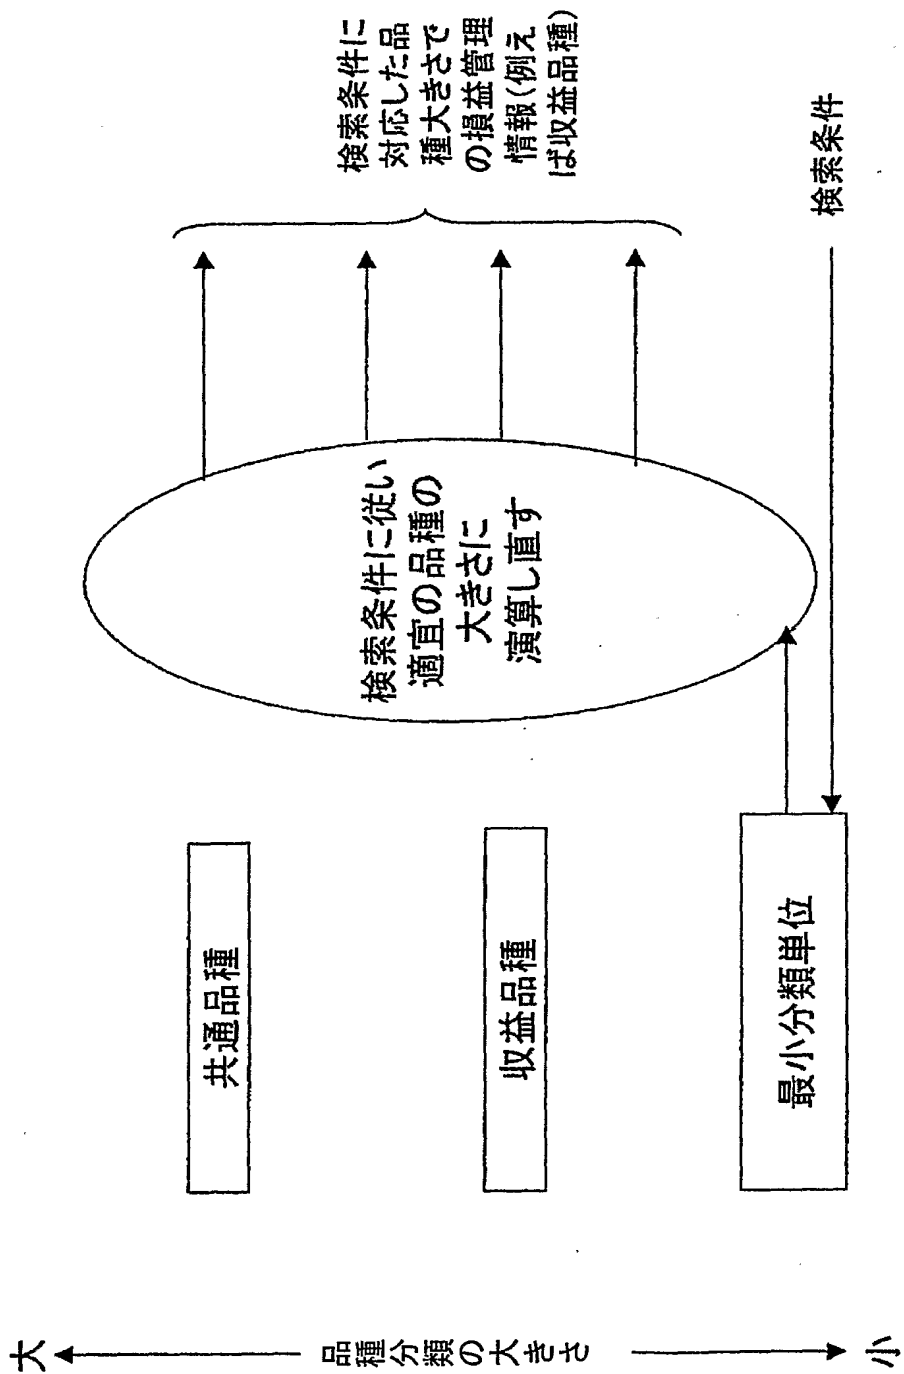 大
品種分類の大きさ
小
共通品種
収益品種
最小分類単位
検索条件に従い
適宜の品種の
大きさに
演算し直す
検索条件に
対応した品
種大きさで
の損益管理
情報(例え
ば収益品種)
検索条件